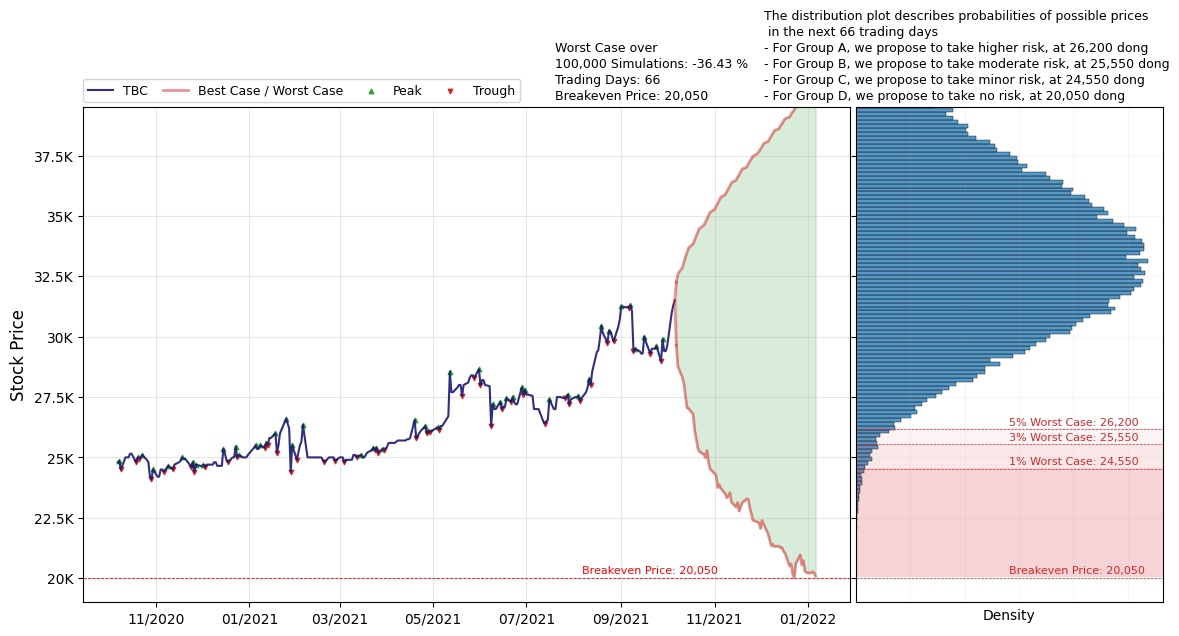 The distribution plot describes probabilities of possible prices
in the next 66 trading days
- For Group A, we propose to take higher risk, at 26,200 dong
- For Group B, we propose to take moderate risk, at 25,550 dong
- For Group C, we propose to take minor risk, at 24,550 dong
- For Group D, we propose to take no risk, at 20,050 dong
Worst Case over
100,000 Simulations: -36.43 %
Trading Days: 66
Breakeven Price: 20,050
TBC
Best Case / Worst Case
Peak
Trough
Stock Price
37.5K
35K
32.5K
30K
27.5K
25K
22.5K
20K
Breakeven Price: 20,050
11/2020
01/2021
03/2021
05/2021
07/2021
09/2021
11/2021
01/2022
5% Worst Case: 26,200
3% Worst Case: 25,550
1% Worst Case: 24,550
Breakeven Price: 20,050
Density